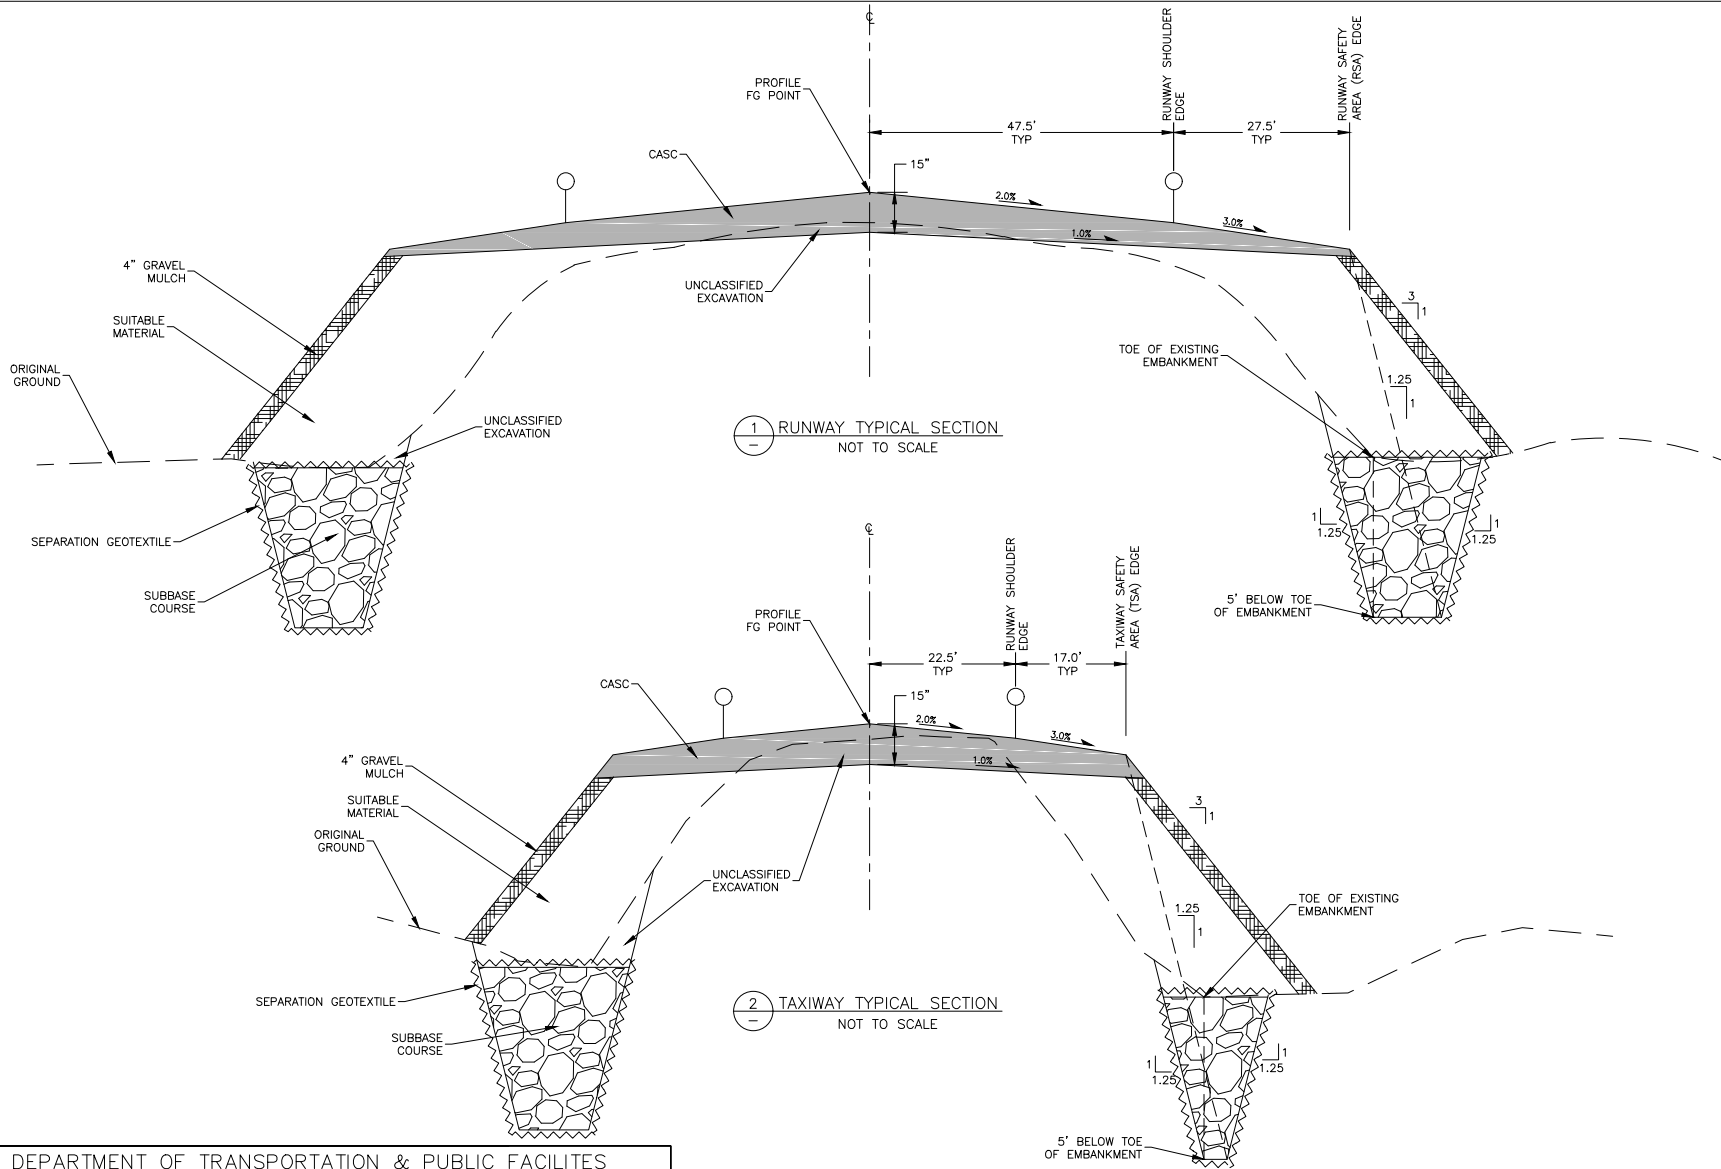 ℄
RUNWAY SHOULDER
EDGE
RUNWAY SAFETY
AREA (RSA) EDGE
PROFILE
FG POINT
47.5'
TYP
27.5'
TYP
CASC
15"
2.0%
3.0%
1.0%
4" GRAVEL
MULCH
UNCLASSIFIED
EXCAVATION
3
1
SUITABLE
MATERIAL
TOE OF EXISTING
EMBANKMENT
ORIGINAL
GROUND
1.25
1
UNCLASSIFIED
EXCAVATION
1
–
RUNWAY TYPICAL SECTION
NOT TO SCALE
SEPARATION GEOTEXTILE
1
1.25
1
1.25
SUBBASE
COURSE
5' BELOW TOE
OF EMBANKMENT
℄
RUNWAY SHOULDER
EDGE
TAXIWAY SAFETY
AREA (TSA) EDGE
PROFILE
FG POINT
22.5'
TYP
17.0'
TYP
CASC
15"
2.0%
3.0%
1.0%
4" GRAVEL
MULCH
SUITABLE
MATERIAL
3
1
ORIGINAL
GROUND
UNCLASSIFIED
EXCAVATION
TOE OF EXISTING
EMBANKMENT
1.25
1
SEPARATION GEOTEXTILE
2
–
TAXIWAY TYPICAL SECTION
NOT TO SCALE
SUBBASE
COURSE
1
1.25
1
1.25
5' BELOW TOE
OF EMBANKMENT
DEPARTMENT OF TRANSPORTATION & PUBLIC FACILITES